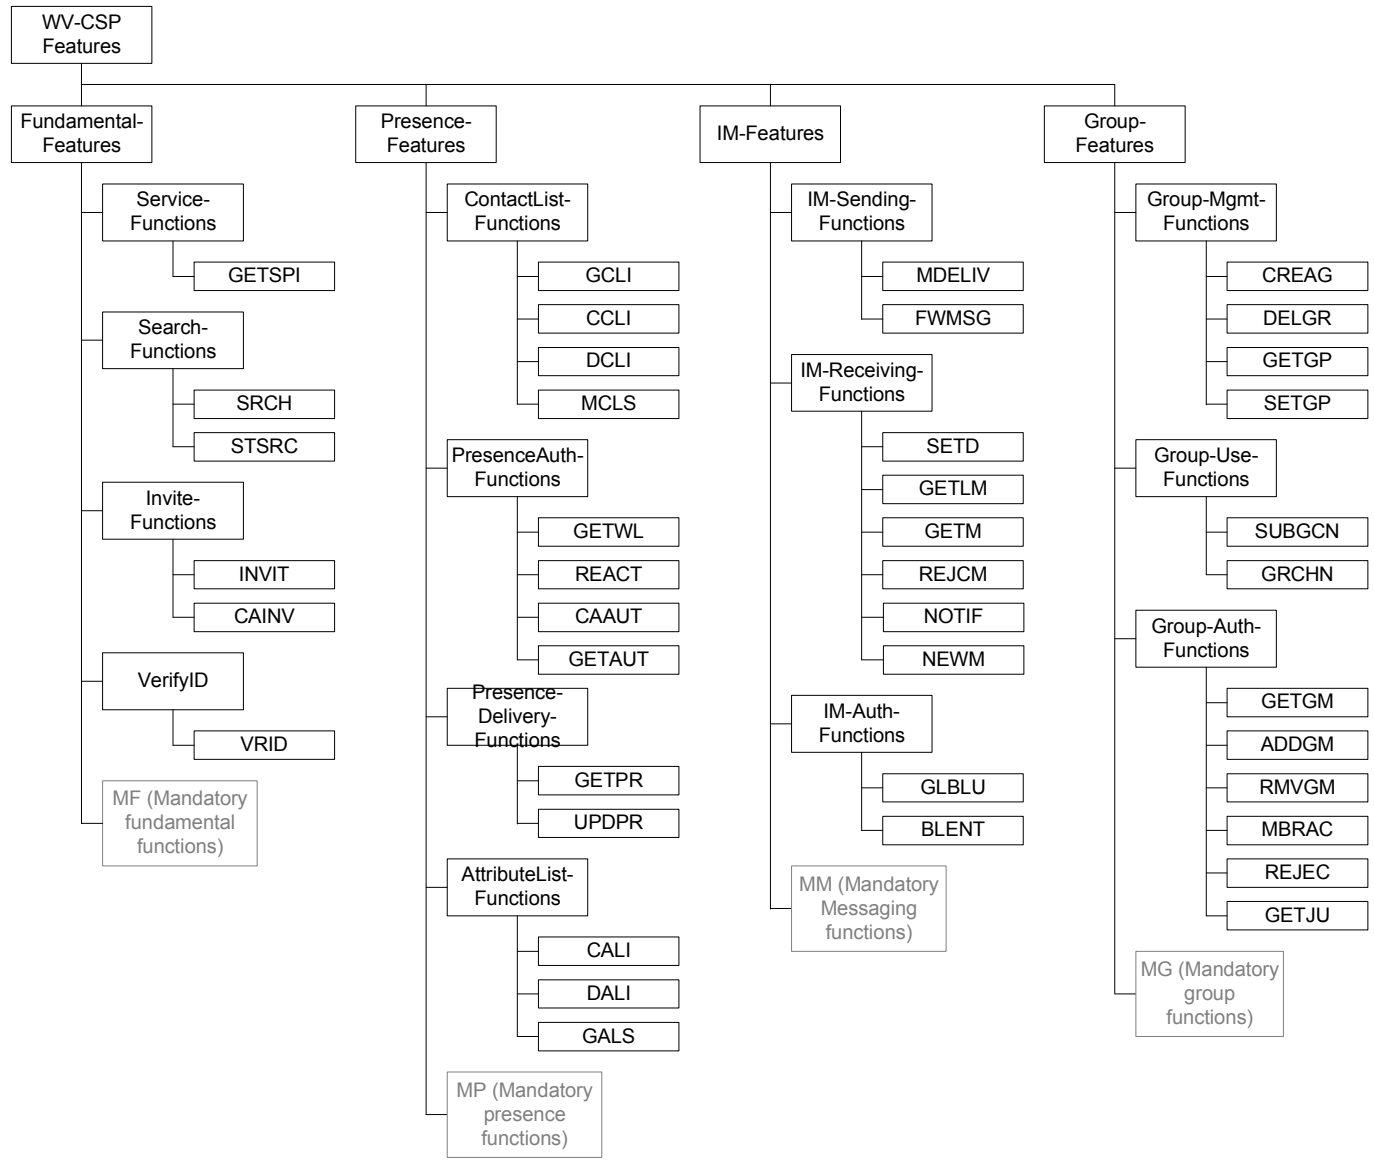 WV-CSP
Features
Fundamental-
Features
Service-
Functions
GETSPI
Search-
Functions
SRCH
STSRC
Invite-
Functions
INVIT
CAINV
VerifyID
VRID
MF (Mandatory
fundamental
functions)
Presence-
Features
ContactList-
Functions
GCLI
CCLI
DCLI
MCLS
PresenceAuth-
Functions
GETWL
REACT
CAAUT
GETAUT
Presence-
Delivery-
Functions
GETPR
UPDPR
AttributeList-
Functions
CALI
DALI
GALS
MP (Mandatory
presence
functions)
IM-Features
IM-Sending-
Functions
MDELIV
FWMSG
IM-Receiving-
Functions
SETD
GETLM
GETM
REJCM
NOTIF
NEWM
IM-Auth-
Functions
GLBLU
BLENT
MM (Mandatory
Messaging
functions)
Group-
Features
Group-Mgmt-
Functions
CREAG
DELGR
GETGP
SETGP
Group-Use-
Functions
SUBGCN
GRCHN
Group-Auth-
Functions
GETGM
ADDGM
RMVGM
MBRAC
REJEC
GETJU
MG (Mandatory
group
functions)